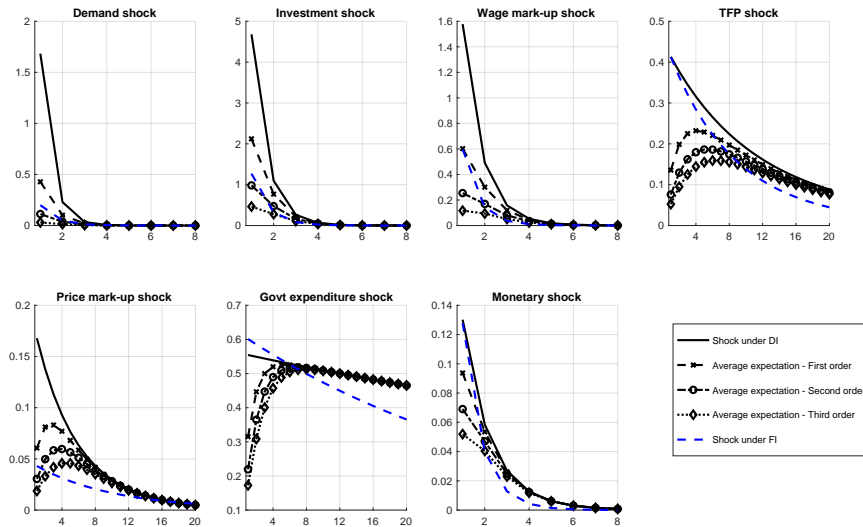 Demand shock
2
1.5
1
0.5
0
2 4 6 8
Investment shock
5
4
3
2
1
0
2 4 6 8
Wage mark-up shock
1.6
1.4
1.2
1
0.8
0.6
0.4
0.2
0
2 4 6 8
TFP shock
0.5
0.4
0.3
0.2
0.1
0
4 8 12 16 20
Price mark-up shock
0.2
0.15
0.1
0.05
0
4 8 12 16 20
Govt expenditure shock
0.7
0.6
0.5
0.4
0.3
0.2
0.1
4 8 12 16 20
Monetary shock
0.14
0.12
0.1
0.08
0.06
0.04
0.02
0
2 4 6 8
Shock under DI
Average expectation - First order
Average expectation - Second order
Average expectation - Third order
Shock under FI